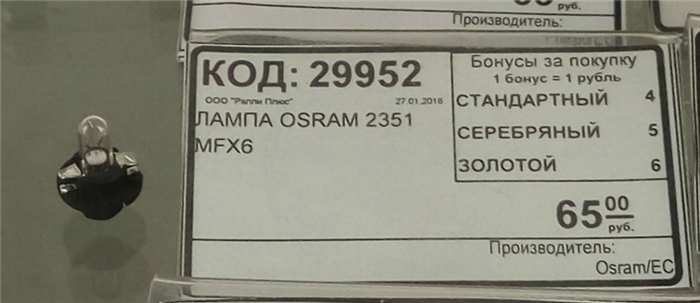 руб.
Производитель:
КОД: 29952
ООО "Ралли Плюс" 27.01.2016
ЛАМПА OSRAM 2351
MFX6
Бонусы за покупку
1 бонус = 1 рубль
СТАНДАРТНЫЙ 4
СЕРЕБРЯНЫЙ 5
ЗОЛОТОЙ 6
65 00
руб.
Производитель:
Osram/ЕС